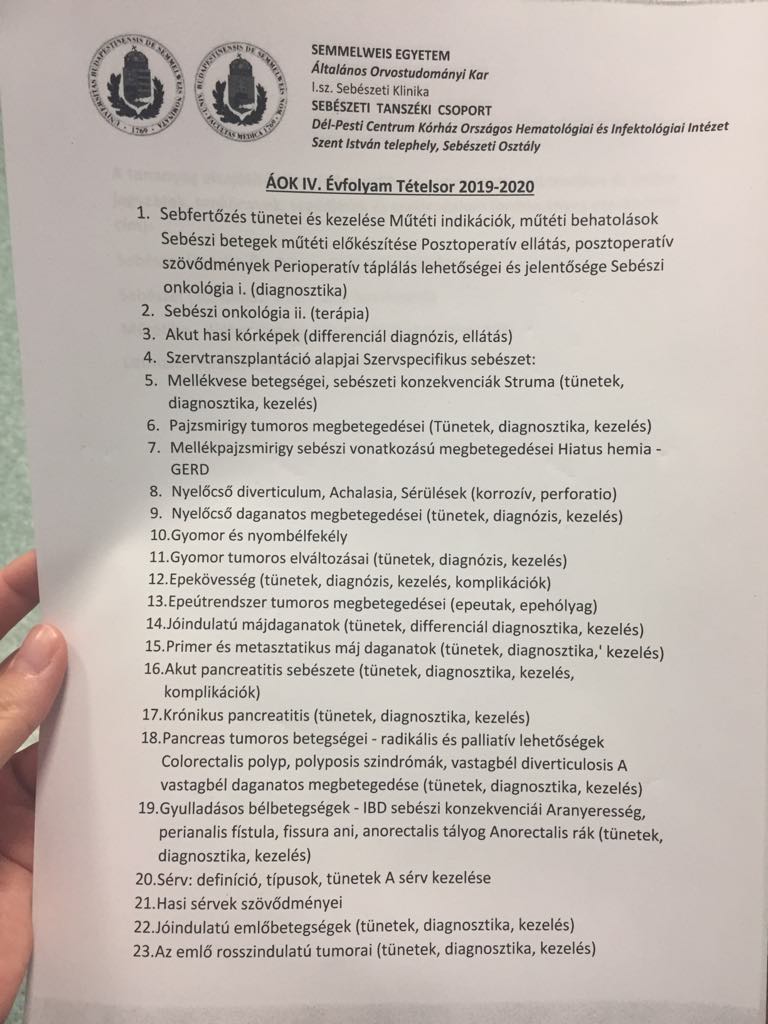 SEMMELWEIS EGYETEM
Általános Orvostudományi Kar
I.sz. Sebészeti Klinika
SEBÉSZETI TANSZÉKI CSOPORT
Dél-Pesti Centrum Kórház Országos Hematológiai és Infektológiai Intézet
Szent István telephely, Sebészeti Osztály
ÁOK IV. Évfolyam Tételsor 2019-2020
1. Sebfertőzés tünetei és kezelése Műtéti indikációk, műtéti behatolások
Sebészi betegek műtéti előkészítése Posztoperatív ellátás, posztoperatív
szövődmények Perioperatív táplálás lehetőségei és jelentősége Sebészi
onkológia i. (diagnosztika)
2. Sebészi onkológia ii. (terápia)
3. Akut hasi kórképek (differenciál diagnózis, ellátás)
4. Szervtranszplantáció alapjai Szervspecifikus sebészet:
5. Mellékvese betegségei, sebészeti konzekvenciák Struma (tünetek,
diagnosztika, kezelés)
6. Pajzsmirigy tumoros megbetegedései (Tünetek, diagnosztika, kezelés)
7. Mellékpajzsmirigy sebészi vonatkozású megbetegedései Hiatus hemia -
GERD
8. Nyelőcső diverticulum, Achalasia, Sérülések (korrozív, perforatio)
9. Nyelőcső daganatos megbetegedései (tünetek, diagnózis, kezelés)
10.Gyomor és nyombélfekély
11.Gyomor tumoros elváltozásai (tünetek, diagnózis, kezelés)
12.Epekövesség (tünetek, diagnózis, kezelés, komplikációk)
13.Epeútrendszer tumoros megbetegedései (epeutak, epehólyag)
14.Jóindulatú májdaganatok (tünetek, differenciál diagnosztika, kezelés)
15.Primer és metasztatikus máj daganatok (tünetek, diagnosztika,' kezelés)
16.Akut pancreatitis sebészete (tünetek, diagnosztika, kezelés,
komplikációk)
17.Krónikus pancreatitis (tünetek, diagnosztika, kezelés)
18.Pancreas tumoros betegségei - radikális és palliatív lehetőségek
Colorectalis polyp, polyposis szindrómák, vastagbél diverticulosis A
vastagbél daganatos megbetegedése (tünetek, diagnosztika, kezelés)
19.Gyulladásos bélbetegségek - IBD sebészi konzekvenciái Aranyeresség,
perianalis fístula, fissura ani, anorectalis tályog Anorectalis rák (tünetek,
diagnosztika, kezelés)
20.Sérv: definíció, típusok, tünetek A sérv kezelése
21.Hasi sérvek szövődményei
22.Jóindulatú emlőbetegségek (tünetek, diagnosztika, kezelés)
23.Az emlő rosszindulatú tumorai (tünetek, diagnosztika, kezelés)